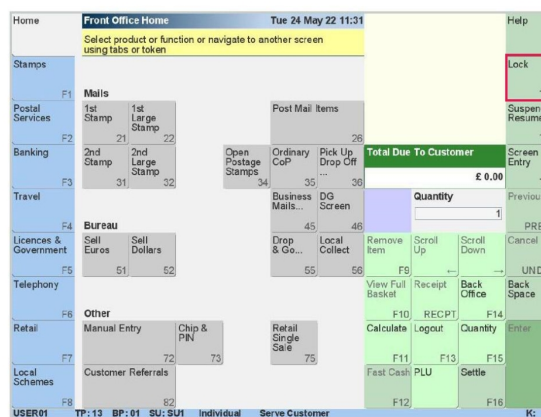 Home
Front Office Home
Tue 24 May 22 11:31
Help
Select product or function or navigate to another screen
using tabs or token
Stamps
F1
Lock
Mails
Postal
Services
F2
1st
Stamp
21
1st
Large
Stamp
22
Post Mail Items
26
Banking
F3
2nd
Stamp
31
2nd
Large
Stamp
32
Open
Postage
Stamps
34
Ordinary
CoP
35
Pick Up
Drop Off
...
36
Total Due To Customer
£ 0.00
Screen
Entry
Travel
F4
Business
Mails...
45
DG
Screen
46
Quantity
1
Bureau
Licences &
Government
F5
Sell
Euros
51
Sell
Dollars
52
Drop
& Go...
55
Local
Collect
56
Remove
Item
F9
Scroll
Up
←
Scroll
Down
→
Cancel
Telephony
F6
View Full
Basket
F10
Receipt
RECPT
Back
Office
F14
Back
Space
Other
Retail
F7
Manual Entry
72
Chip &
PIN
73
Retail
Single
Sale
75
Calculate
F11
Logout
F13
Quantity
F15
Enter
Local
Schemes
F8
Customer Referrals
82
Fast Cash
F12
PLU
Settle
F16
USER01 TP: 13 BP: 01 SU: SU1 Individual Serve Customer K: